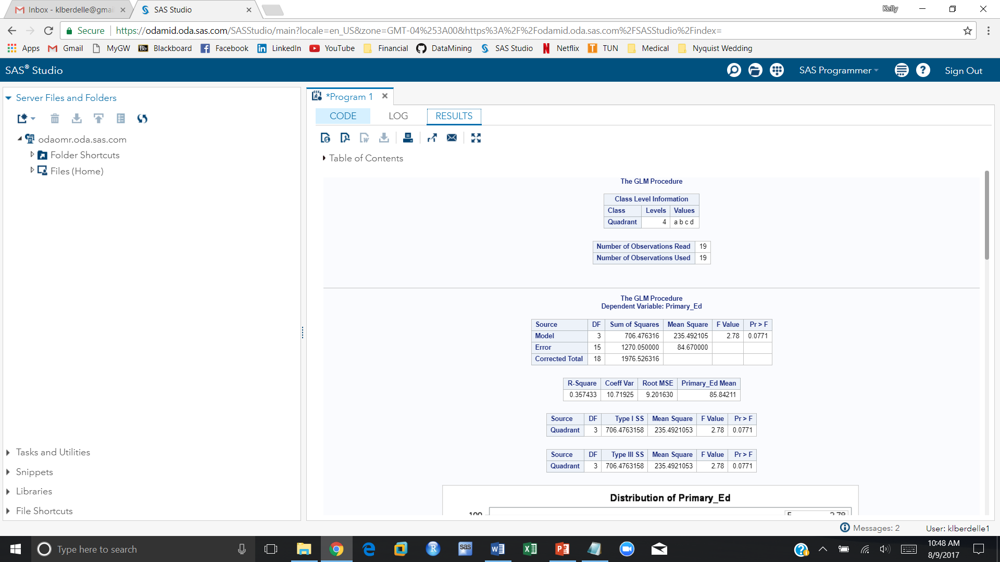 Inbox - klberdelle@gmai
SAS Studio
Kelly
Secure
https://odamid.oda.sas.com/SASStudio/main?locale=en_US&zone=GMT-04%253A00&https%3A%2F%2Fodamid.oda.sas.com%2FSASStudio%2Findex=
Apps Gmail MyGW Bb Blackboard Facebook LinkedIn YouTube Financial DataMining SAS Studio Netflix TUN Medical Nyquist Wedding
SAS® Studio
SAS Programmer
Sign Out
Server Files and Folders
odaomr.oda.sas.com
Folder Shortcuts
Files (Home)
Tasks and Utilities
Snippets
Libraries
File Shortcuts
*Program 1
CODE LOG RESULTS
Table of Contents
The GLM Procedure
Class Level Information
Class Levels Values
Quadrant 4 a b c d
Number of Observations Read 19
Number of Observations Used 19
The GLM Procedure
Dependent Variable: Primary_Ed
Source DF Sum of Squares Mean Square F Value Pr > F
Model 3 706.476316 235.492105 2.78 0.0771
Error 15 1270.050000 84.670000
Corrected Total 18 1976.526316
R-Square Coeff Var Root MSE Primary_Ed Mean
0.357433 10.71925 9.201630 85.84211
Source DF Type I SS Mean Square F Value Pr > F
Quadrant 3 706.4763158 235.4921053 2.78 0.0771
Source DF Type III SS Mean Square F Value Pr > F
Quadrant 3 706.4763158 235.4921053 2.78 0.0771
Distribution of Primary_Ed
100 F 2.78
Messages: 2
User: klberdelle1
Type here to search
10:48 AM
8/9/2017